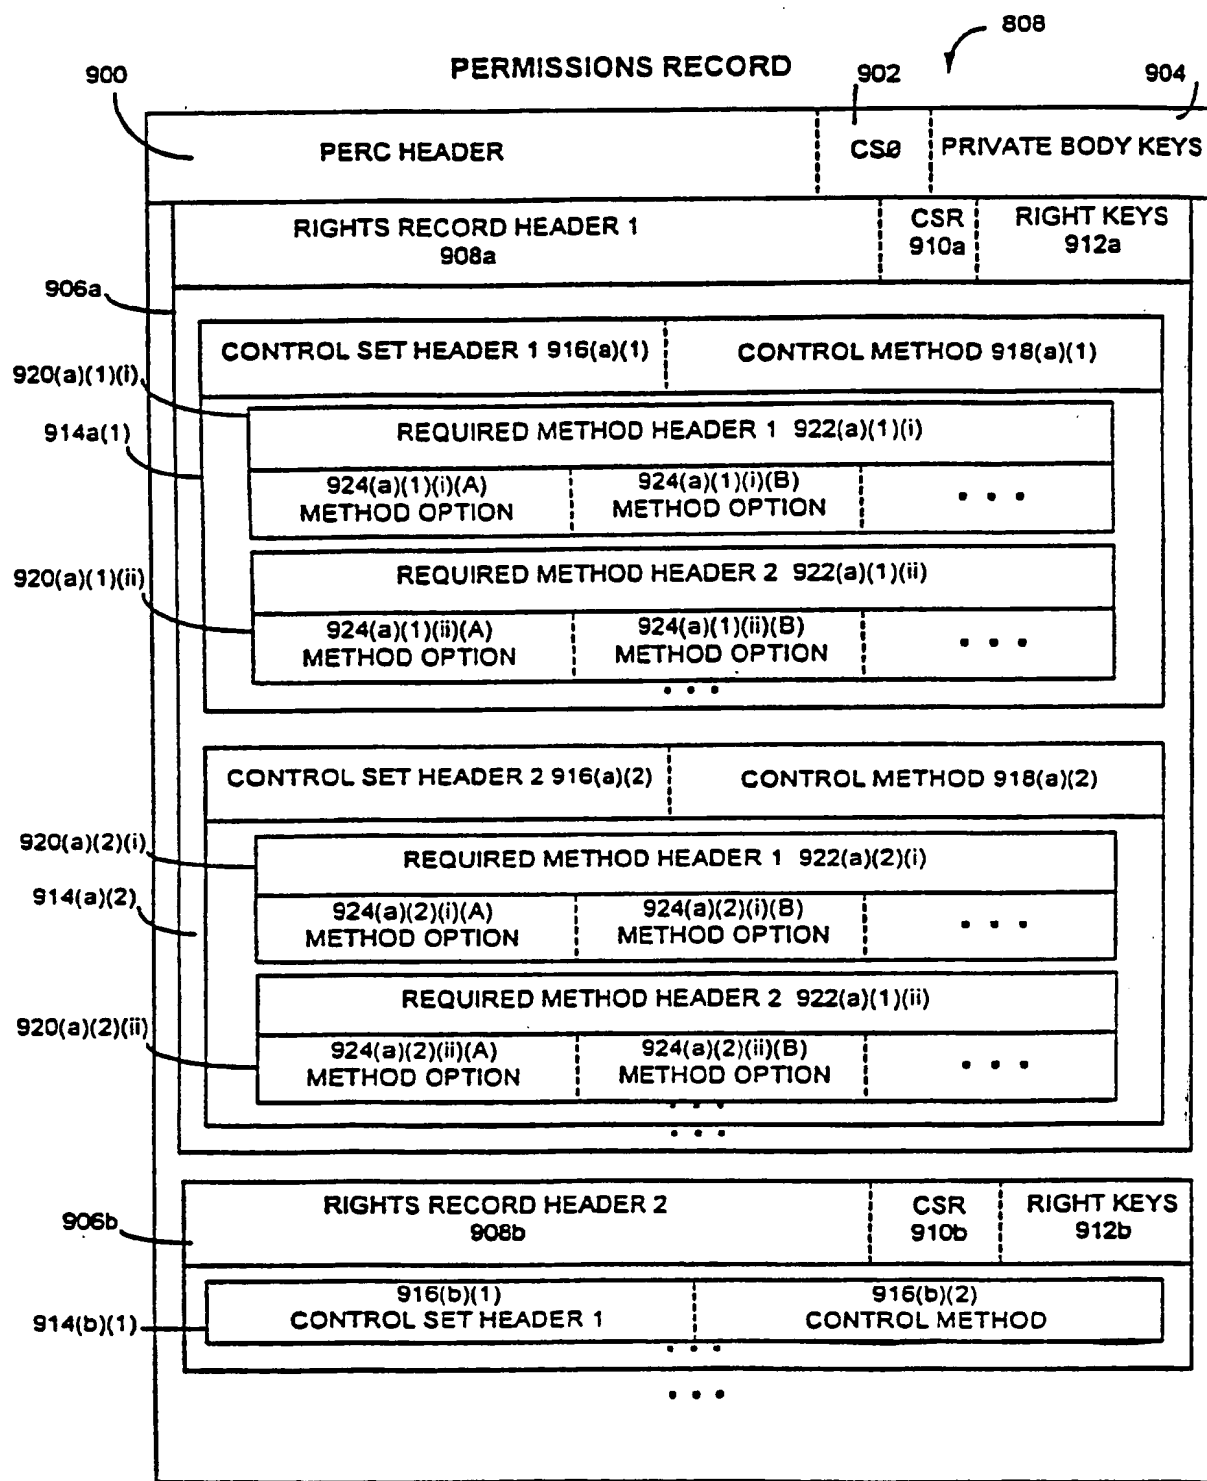 808
PERMISSIONS RECORD
900
902
904
PERC HEADER
CS0
PRIVATE BODY KEYS
RIGHTS RECORD HEADER 1
908a
CSR
910a
RIGHT KEYS
912a
906a
CONTROL SET HEADER 1 916(a)(1)
CONTROL METHOD 918(a)(1)
920(a)(1)(i)
914a(1)
REQUIRED METHOD HEADER 1 922(a)(1)(i)
924(a)(1)(i)(A)
METHOD OPTION
924(a)(1)(i)(B)
METHOD OPTION
• • •
920(a)(1)(ii)
REQUIRED METHOD HEADER 2 922(a)(1)(ii)
924(a)(1)(ii)(A)
METHOD OPTION
924(a)(1)(ii)(B)
METHOD OPTION
• • •
• • •
CONTROL SET HEADER 2 916(a)(2)
CONTROL METHOD 918(a)(2)
920(a)(2)(i)
914(a)(2)
REQUIRED METHOD HEADER 1 922(a)(2)(i)
924(a)(2)(i)(A)
METHOD OPTION
924(a)(2)(i)(B)
METHOD OPTION
• • •
920(a)(2)(ii)
REQUIRED METHOD HEADER 2 922(a)(1)(ii)
924(a)(2)(ii)(A)
METHOD OPTION
924(a)(2)(ii)(B)
METHOD OPTION
• • •
• • •
• • •
906b
RIGHTS RECORD HEADER 2
908b
CSR
910b
RIGHT KEYS
912b
914(b)(1)
916(b)(1)
CONTROL SET HEADER 1
916(b)(2)
CONTROL METHOD
• • •
• • •